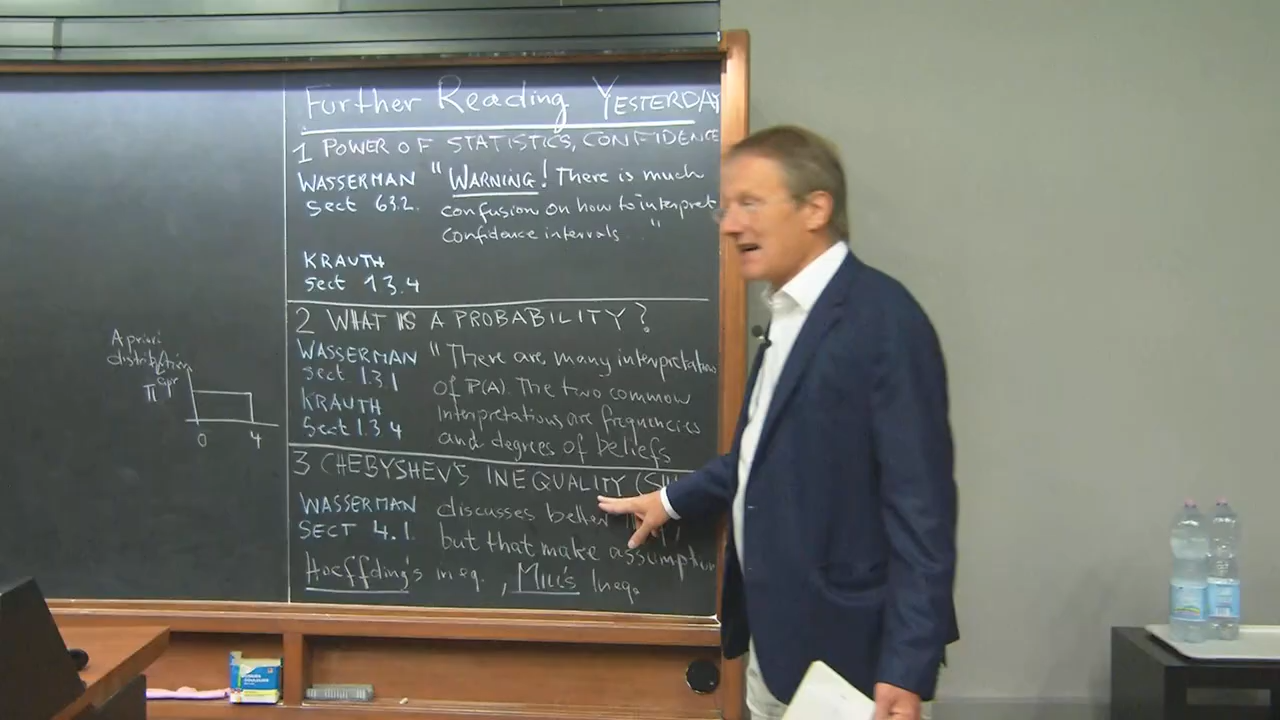 Further Reading YESTERDAY
1 POWER OF STATISTICS, CONFIDENCE
WASSERMAN "WARNING! There is much
Sect 6.3.2. confusion on how to interpret
confidence intervals "
KRAUTH
Sect 1.3.4
2 WHAT IS A PROBABILITY?
WASSERMAN "There are many interpretations
Sect 1.3.1 of P(A). The two common
KRAUTH interpretations are frequencies
Sect 1.3.4 and degrees of beliefs
3 CHEBYSHEV'S INEQUALITY
WASSERMAN discusses better
SECT 4.1. but that make assumption
Hoeffding's ineq., Mill's Ineq.
A priori
distribution
π apr
0 4